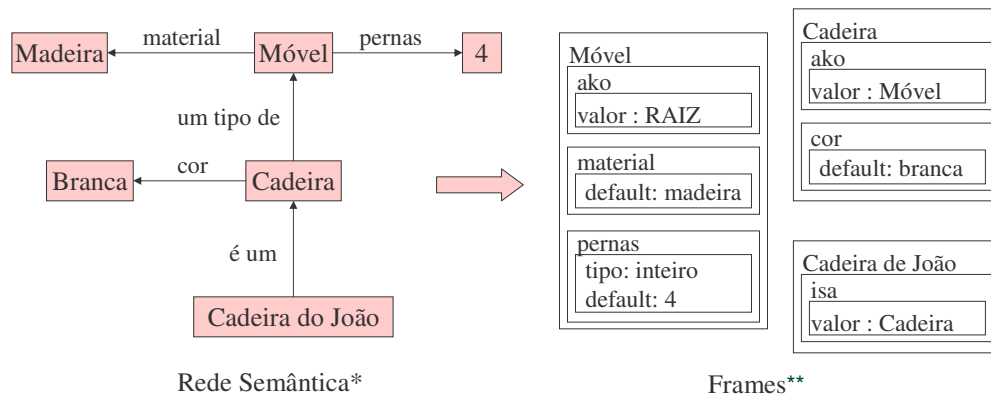 Madeira
material
Móvel
pernas
4
um tipo de
Branca
cor
Cadeira
é um
Cadeira do João
Rede Semântica*
Móvel
ako
valor : RAIZ
material
default: madeira
pernas
tipo: inteiro
default: 4
Cadeira
ako
valor : Móvel
cor
default: branca
Cadeira de João
isa
valor : Cadeira
Frames**